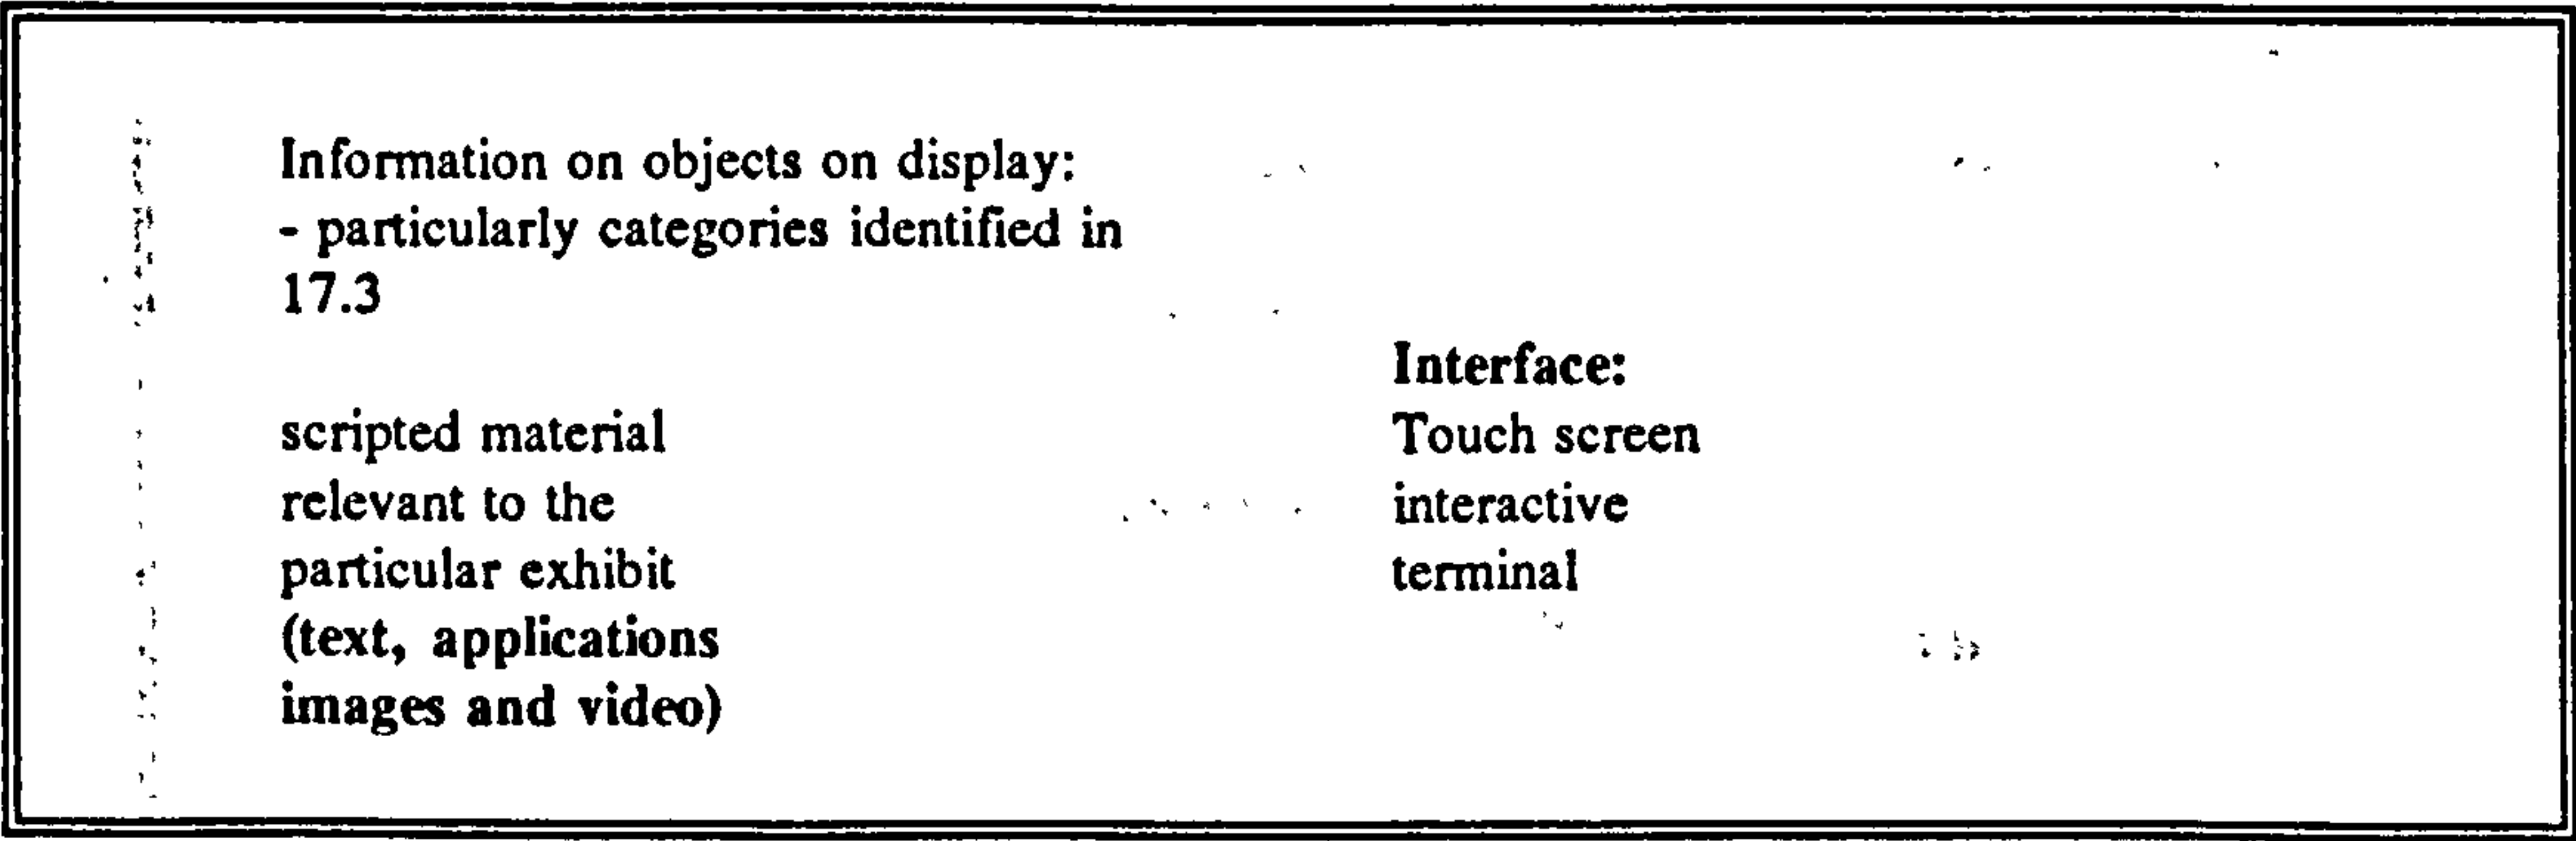 Information on objects on display:
- particularly categories identified in
17.3
scripted material
relevant to the
particular exhibit
(text, applications
images and video)
Interface:
Touch screen
interactive
terminal